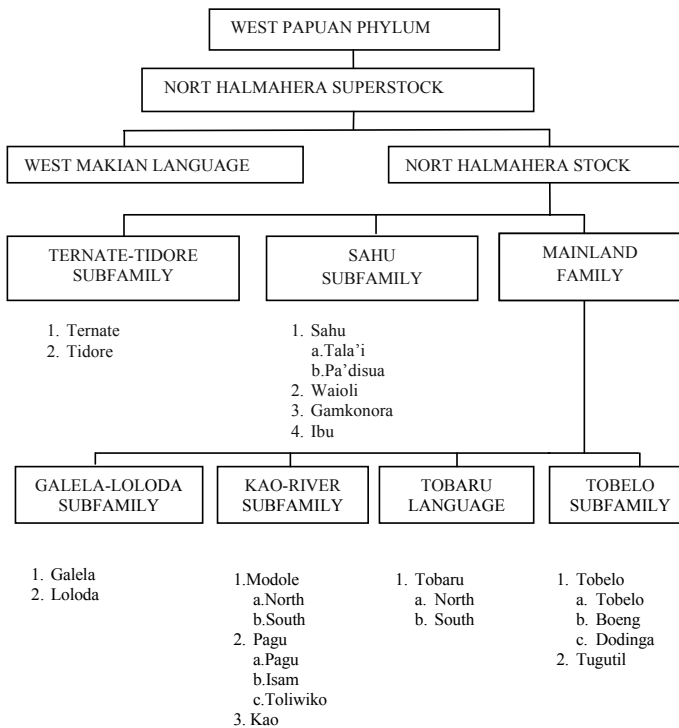 WEST PAPUAN PHYLUM
NORT HALMAHERA SUPERSTOCK
WEST MAKIAN LANGUAGE
NORT HALMAHERA STOCK
TERNATE-TIDORE
SUBFAMILY
SAHU
SUBFAMILY
MAINLAND
FAMILY
1. Ternate
2. Tidore
1. Sahu
a.Tala'i
b.Pa'disua
2. Waioli
3. Gamkonora
4. Ibu
GALELA-LOLODA
SUBFAMILY
KAO-RIVER
SUBFAMILY
TOBARU
LANGUAGE
TOBELO
SUBFAMILY
1. Galela
2. Loloda
1.Modole
a.North
b.South
2. Pagu
a.Pagu
b.Isam
c.Toliwiko
3. Kao
1. Tobaru
a. North
b. South
1. Tobelo
a. Tobelo
b. Boeng
c. Dodinga
2. Tugutil